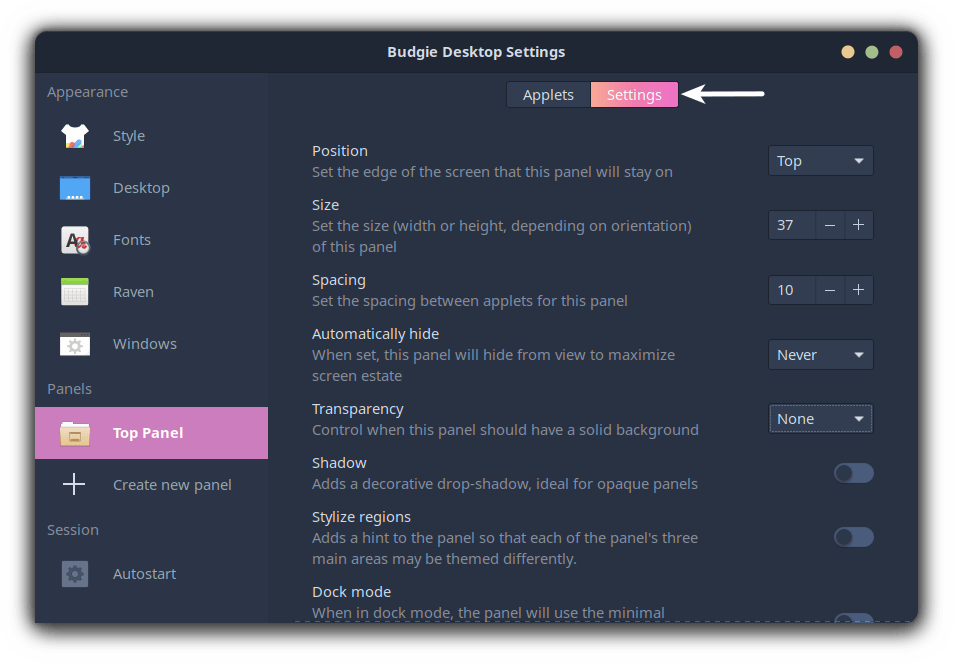 Budgie Desktop Settings
Appearance
Style
Desktop
Fonts
Raven
Windows
Panels
Top Panel
Create new panel
Session
Autostart
Applets
Settings
Position
Set the edge of the screen that this panel will stay on
Top
Size
Set the size (width or height, depending on orientation)
of this panel
37 – +
Spacing
Set the spacing between applets for this panel
10 – +
Automatically hide
When set, this panel will hide from view to maximize
screen estate
Never
Transparency
Control when this panel should have a solid background
None
Shadow
Adds a decorative drop-shadow, ideal for opaque panels
Stylize regions
Adds a hint to the panel so that each of the panel's three
main areas may be themed differently.
Dock mode
When in dock mode, the panel will use the minimal